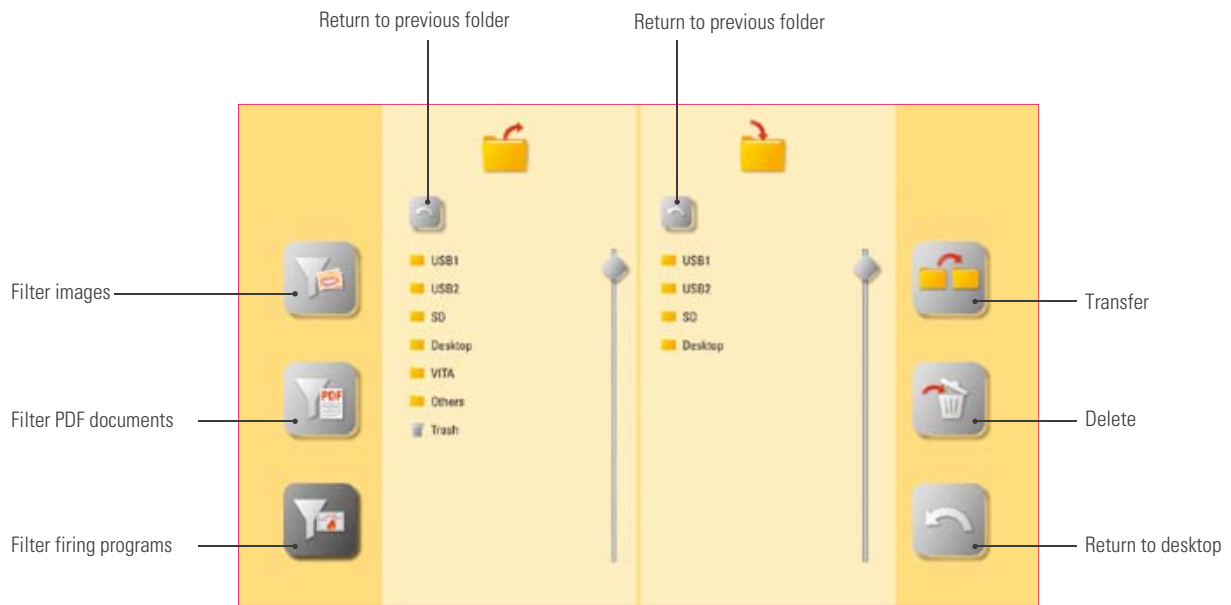 Return to previous folder
Return to previous folder
Filter images
Filter PDF documents
Filter firing programs
PDF
USB1
USB2
SD
Desktop
VITA
Others
Trash
USB1
USB2
SD
Desktop
Transfer
Delete
Return to desktop